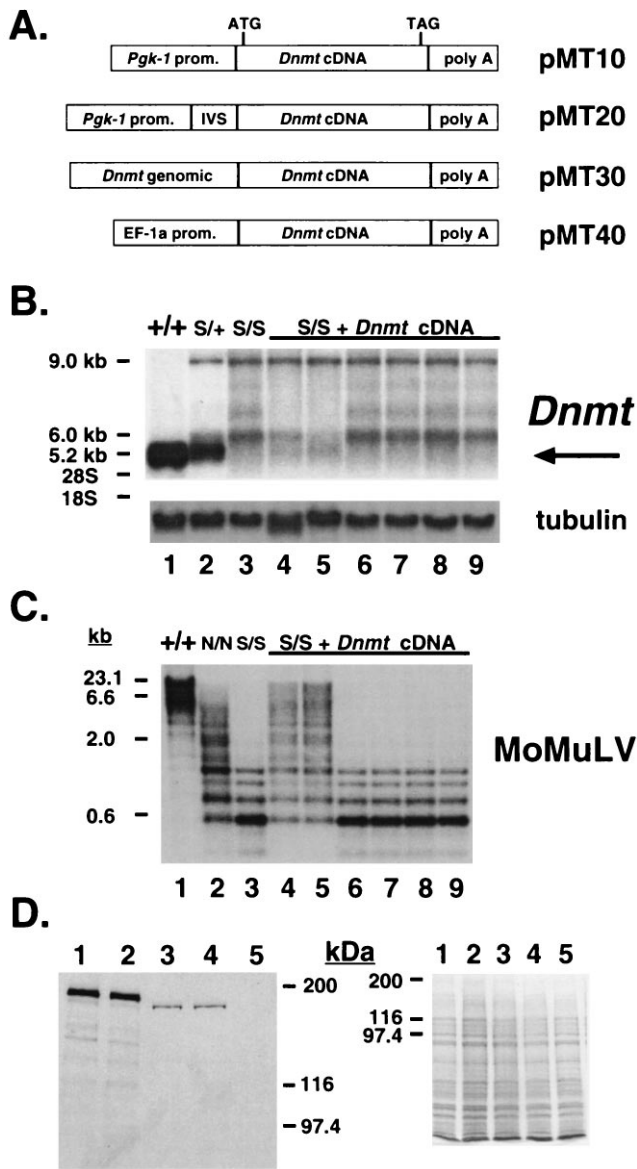 A.
ATG TAG
Pgk-1 prom. Dnmt cDNA poly A pMT10
Pgk-1 prom. IVS Dnmt cDNA poly A pMT20
Dnmt genomic Dnmt cDNA poly A pMT30
EF-1a prom. Dnmt cDNA poly A pMT40
B.
+/+ S/+ S/S S/S + Dnmt cDNA
9.0 kb
6.0 kb
5.2 kb
28S
18S
Dnmt
tubulin
1 2 3 4 5 6 7 8 9
C.
kb +/+ N/N S/S S/S + Dnmt cDNA
23.1
6.6
2.0
0.6
MoMuLV
1 2 3 4 5 6 7 8 9
D.
1 2 3 4 5 kDa 1 2 3 4 5
200
116
97.4
200
116
97.4